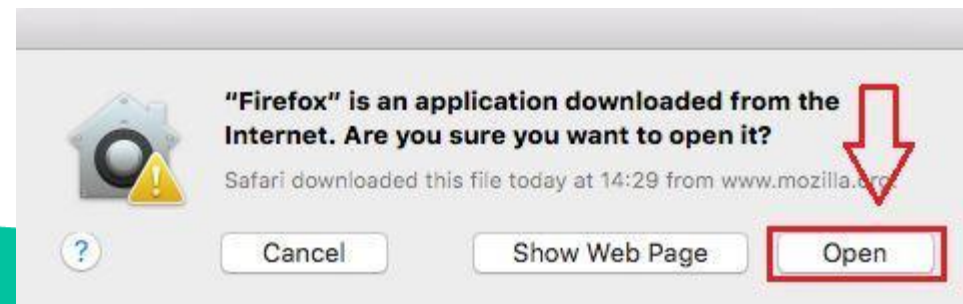 “Firefox” is an application downloaded from the
Internet. Are you sure you want to open it?
Safari downloaded this file today at 14:29 from www.mozilla.org.
?
Cancel
Show Web Page
Open